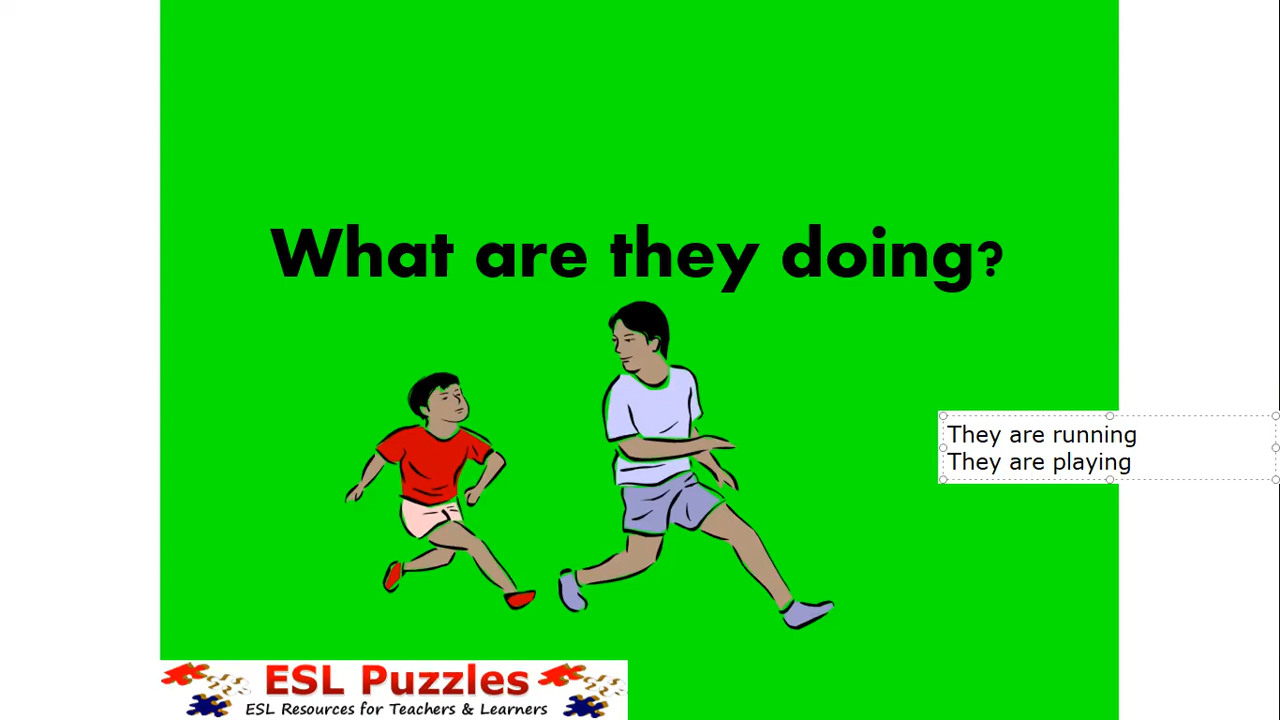 What are they doing?
They are running
They are playing
ESL Puzzles
ESL Resources for Teachers & Learners